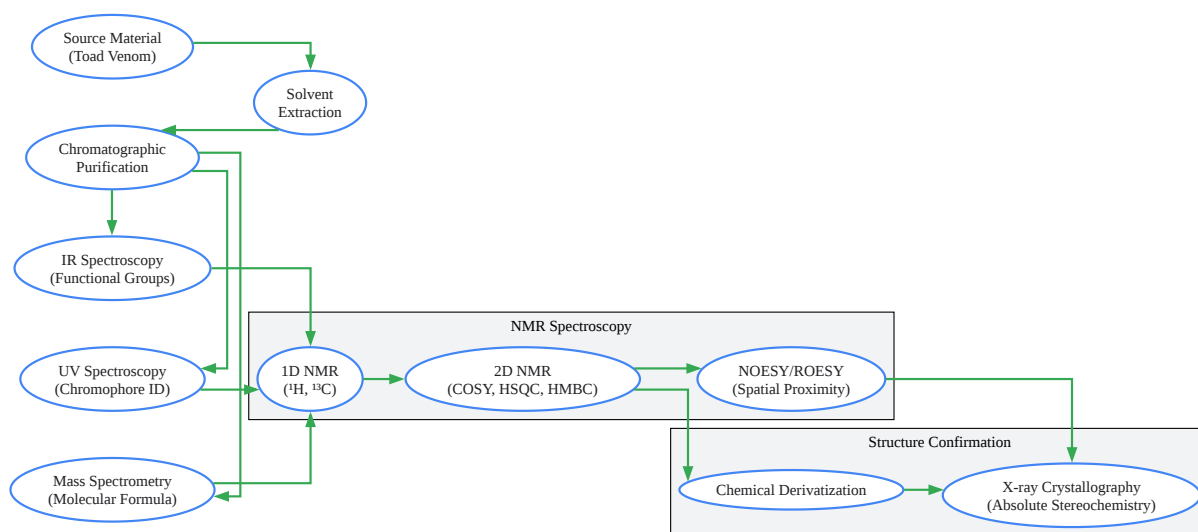 Source Material
(Toad Venom)
Solvent
Extraction
Chromatographic
Purification
IR Spectroscopy
(Functional Groups)
NMR Spectroscopy
UV Spectroscopy
(Chromophore ID)
1D NMR
(¹H, ¹³C)
2D NMR
(COSY, HSQC, HMBC)
NOESY/ROESY
(Spatial Proximity)
Structure Confirmation
Mass Spectrometry
(Molecular Formula)
Chemical Derivatization
X-ray Crystallography
(Absolute Stereochemistry)